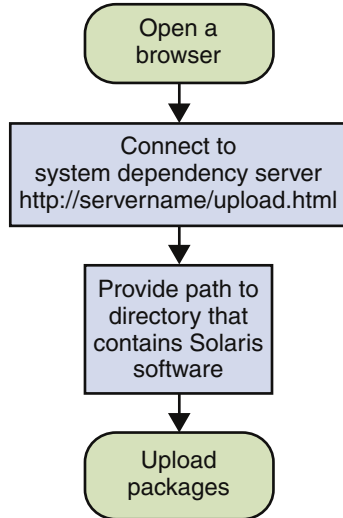 Open a
browser
Connect to
system dependency server
http://servername/upload.html
Provide path to
directory that
contains Solaris
software
Upload
packages